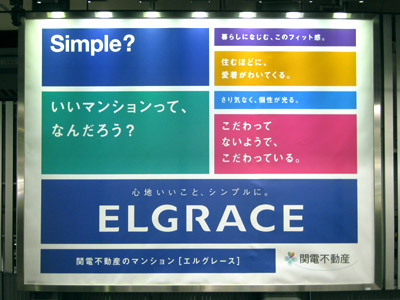 Simple?
暮らしになじむ、このフィット感。
住むほどに、
愛着がわいてくる。
いいマンションって、
なんだろう？
さり気なく、個性が光る。
こだわって
ないようで、
こだわっている。
心地いいこと、シンプルに。
ELGRACE
関電不動産のマンション［エルグレース］
関電不動産